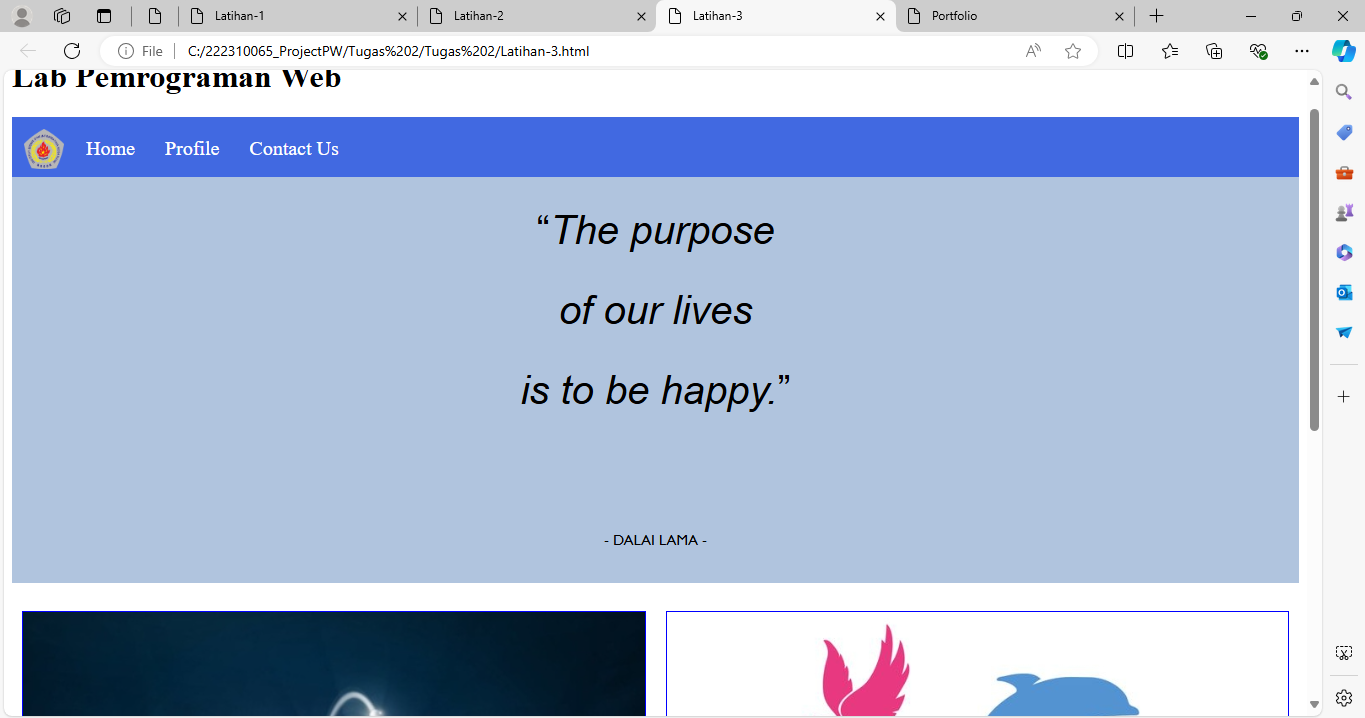 Latihan-1
Latihan-2
Latihan-3
Portfolio
File
C:/222310065_ProjectPW/Tugas%202/Tugas%202/Latihan-3.html
Lab Pemrograman Web
Home
Profile
Contact Us
“The purpose
of our lives
is to be happy.”
- DALAI LAMA -